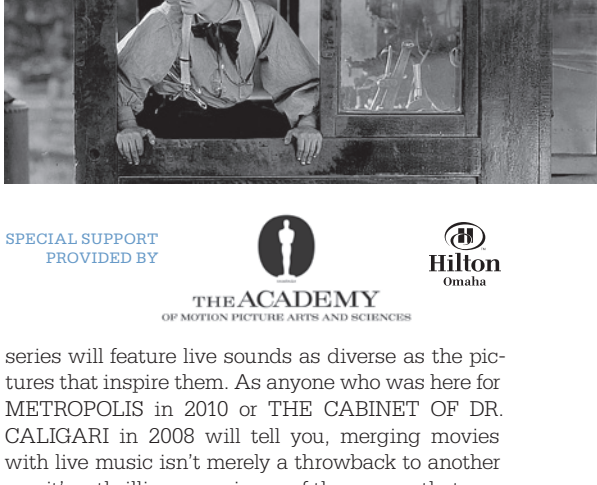 SPECIAL SUPPORT
PROVIDED BY
THE ACADEMY
OF MOTION PICTURE ARTS AND SCIENCES
Hilton
Omaha
series will feature live sounds as diverse as the pic-
tures that inspire them. As anyone who was here for
METROPOLIS in 2010 or THE CABINET OF DR.
CALIGARI in 2008 will tell you, merging movies
with live music isn’t merely a throwback to another